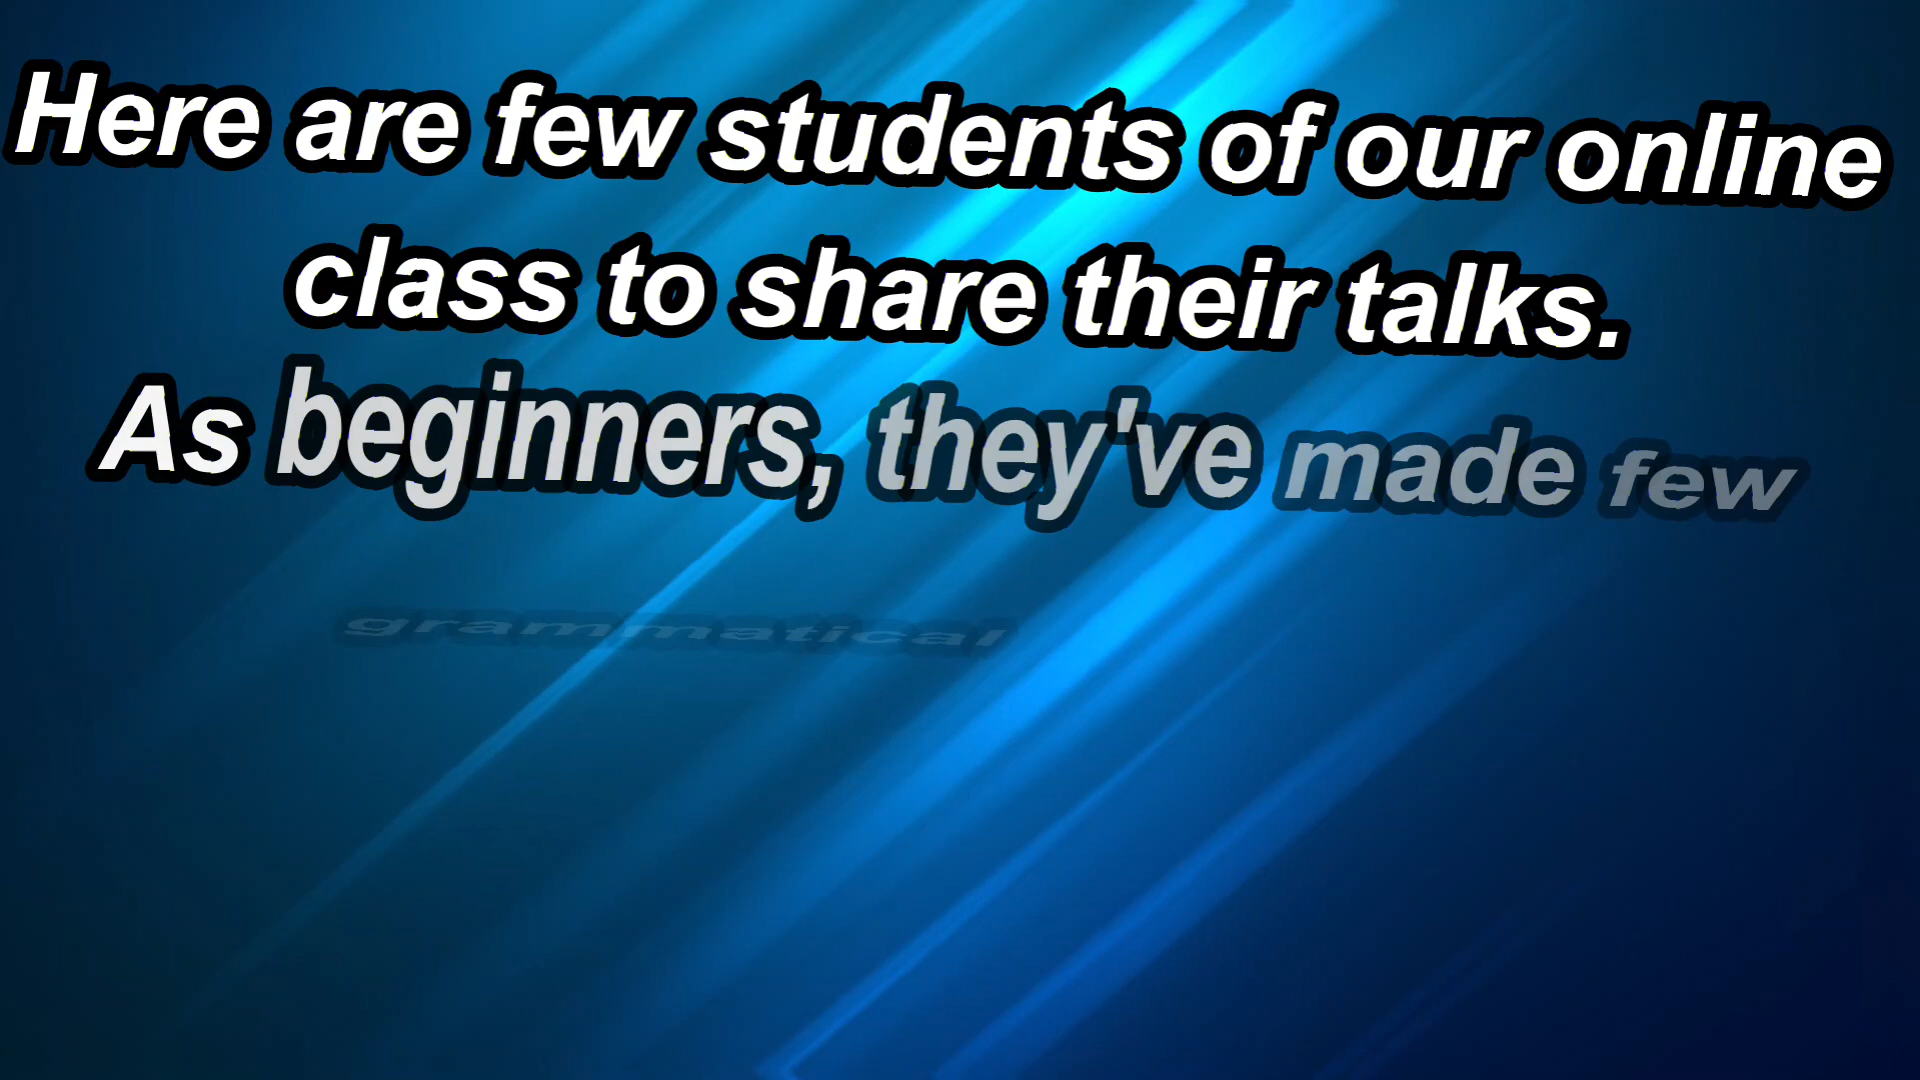 Here are few students of our online
class to share their talks.
As beginners, they've made few
grammatical